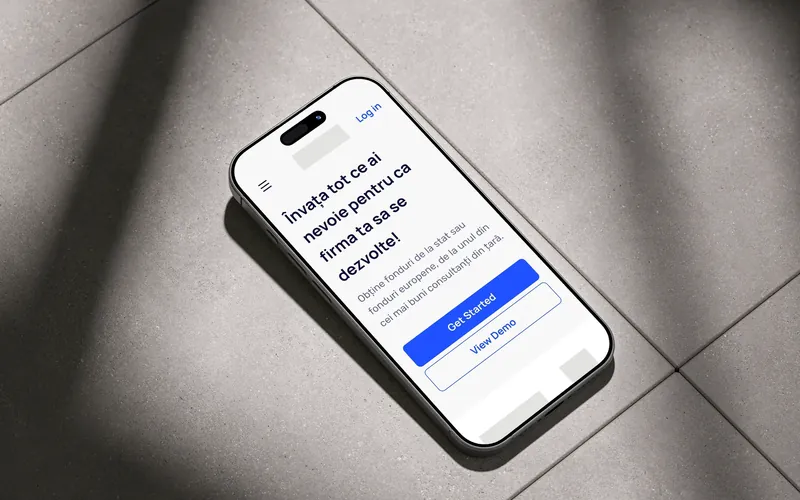 Log in
Învața tot ce ai
nevoie pentru ca
firma ta sa se
dezvolte!
Obține fonduri de la stat sau
fonduri europene, de la unul din
cei mai buni consultanți din țară.
Get Started
View Demo